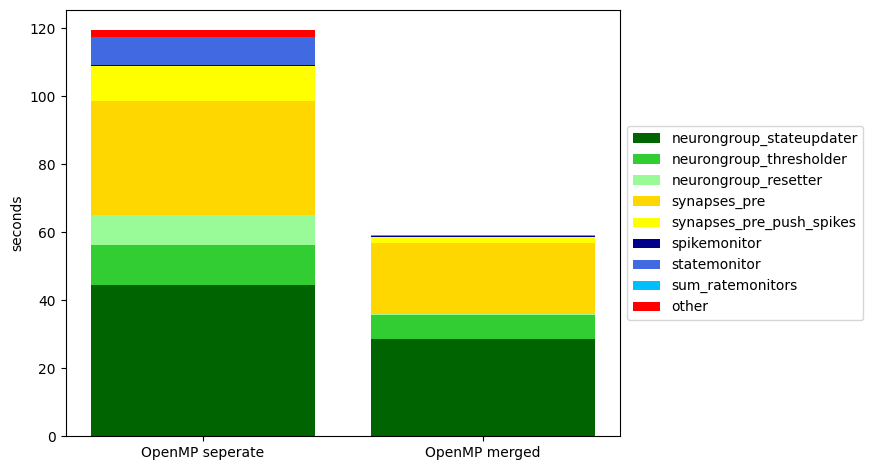 120
100
80
60
40
20
0
seconds
OpenMP seperate
OpenMP merged
neurongroup_stateupdater
neurongroup_thresholder
neurongroup_resetter
synapses_pre
synapses_pre_push_spikes
spikemonitor
statemonitor
sum_ratemonitors
other